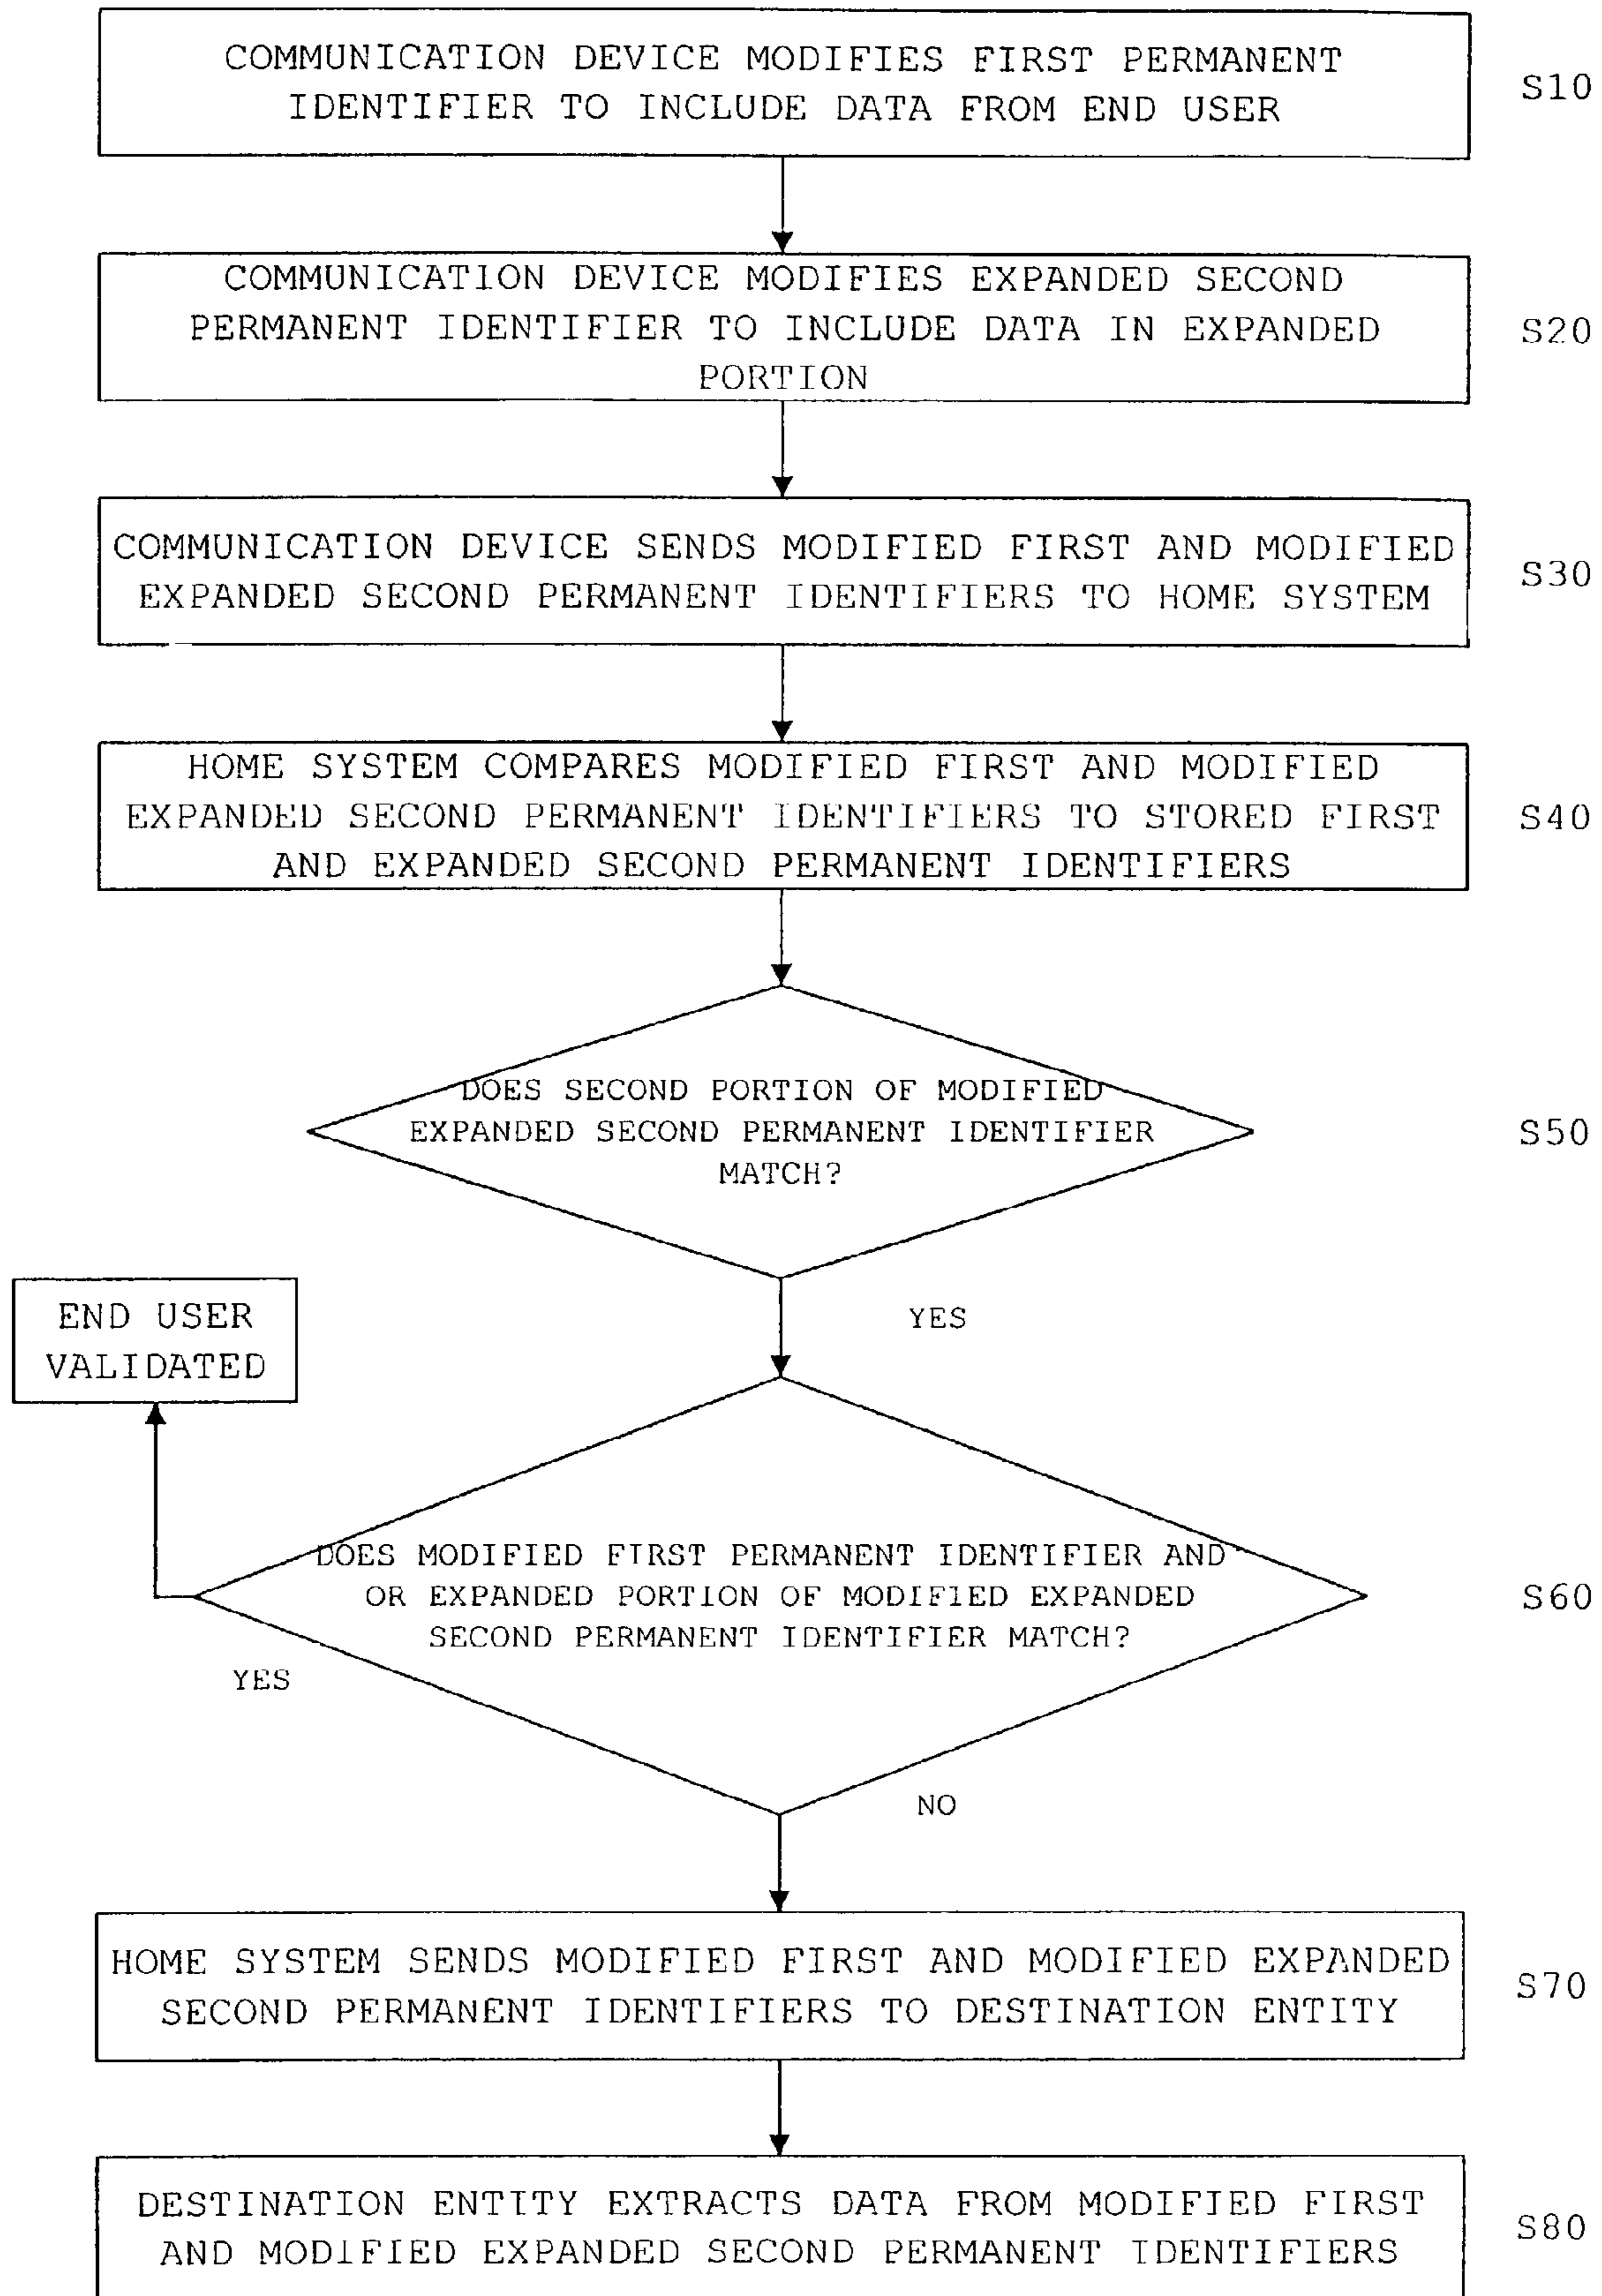 COMMUNICATION DEVICE MODIFIES FIRST PERMANENT
IDENTIFIER TO INCLUDE DATA FROM END USER
S10
COMMUNICATION DEVICE MODIFIES EXPANDED SECOND
PERMANENT IDENTIFIER TO INCLUDE DATA IN EXPANDED
PORTION
S20
COMMUNICATION DEVICE SENDS MODIFIED FIRST AND MODIFIED
EXPANDED SECOND PERMANENT IDENTIFIERS TO HOME SYSTEM
S30
HOME SYSTEM COMPARES MODIFIED FIRST AND MODIFIED
EXPANDED SECOND PERMANENT IDENTIFIERS TO STORED FIRST
AND EXPANDED SECOND PERMANENT IDENTIFIERS
S40
DOES SECOND PORTION OF MODIFIED
EXPANDED SECOND PERMANENT IDENTIFIER
MATCH?
S50
YES
END USER
VALIDATED
DOES MODIFIED FIRST PERMANENT IDENTIFIER AND
OR EXPANDED PORTION OF MODIFIED EXPANDED
SECOND PERMANENT IDENTIFIER MATCH?
S60
YES
NO
HOME SYSTEM SENDS MODIFIED FIRST AND MODIFIED EXPANDED
SECOND PERMANENT IDENTIFIERS TO DESTINATION ENTITY
S70
DESTINATION ENTITY EXTRACTS DATA FROM MODIFIED FIRST
AND MODIFIED EXPANDED SECOND PERMANENT IDENTIFIERS
S80